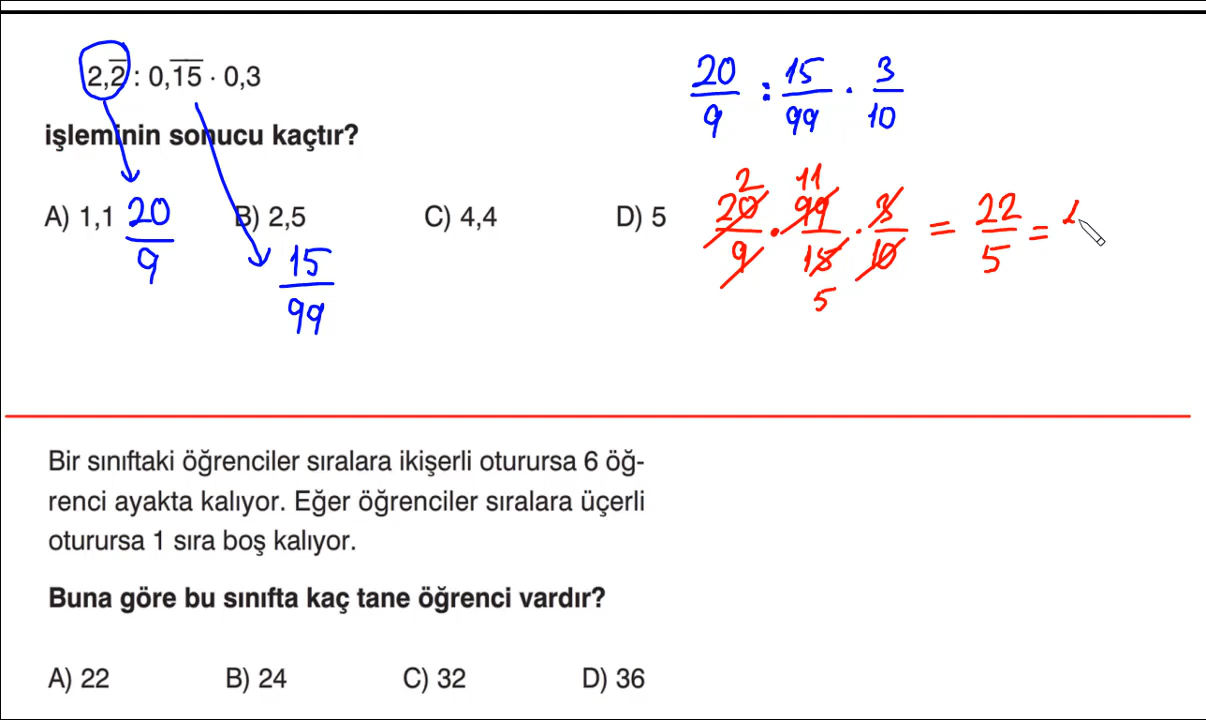 2,2̅ : 0,1̅5̅ · 0,3
işleminin sonucu kaçtır?
A) 1,1 B) 2,5 C) 4,4 D) 5
20/9
15/99
20/9 : 15/99 · 3/10
2 11
20/9 · 99/15 · 3/10 = 22/5 =
5
Bir sınıftaki öğrenciler sıralara ikişerli oturursa 6 öğ-
renci ayakta kalıyor. Eğer öğrenciler sıralara üçerli
oturursa 1 sıra boş kalıyor.
Buna göre bu sınıfta kaç tane öğrenci vardır?
A) 22 B) 24 C) 32 D) 36